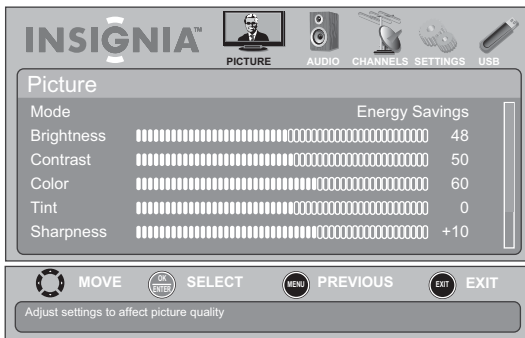 INSIGNIA™
PICTURE AUDIO CHANNELS SETTINGS USB
Picture
Mode Energy Savings
Brightness 48
Contrast 50
Color 60
Tint 0
Sharpness +10
MOVE OK ENTER SELECT MENU PREVIOUS EXIT EXIT
Adjust settings to affect picture quality